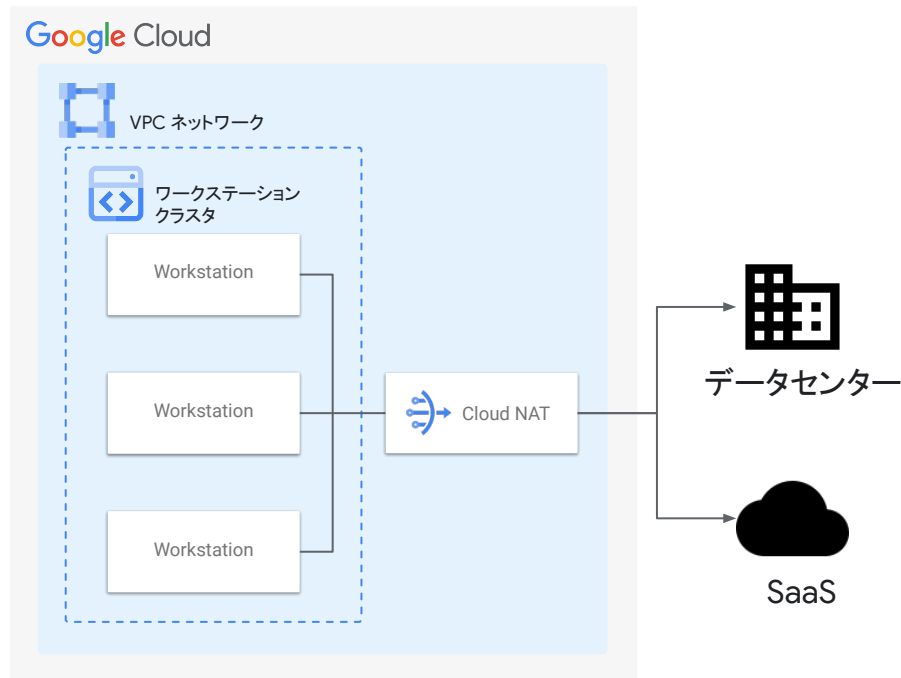 Google Cloud
VPC ネットワーク
ワークステーション
クラスタ
Workstation
Workstation
Workstation
Cloud NAT
データセンター
SaaS